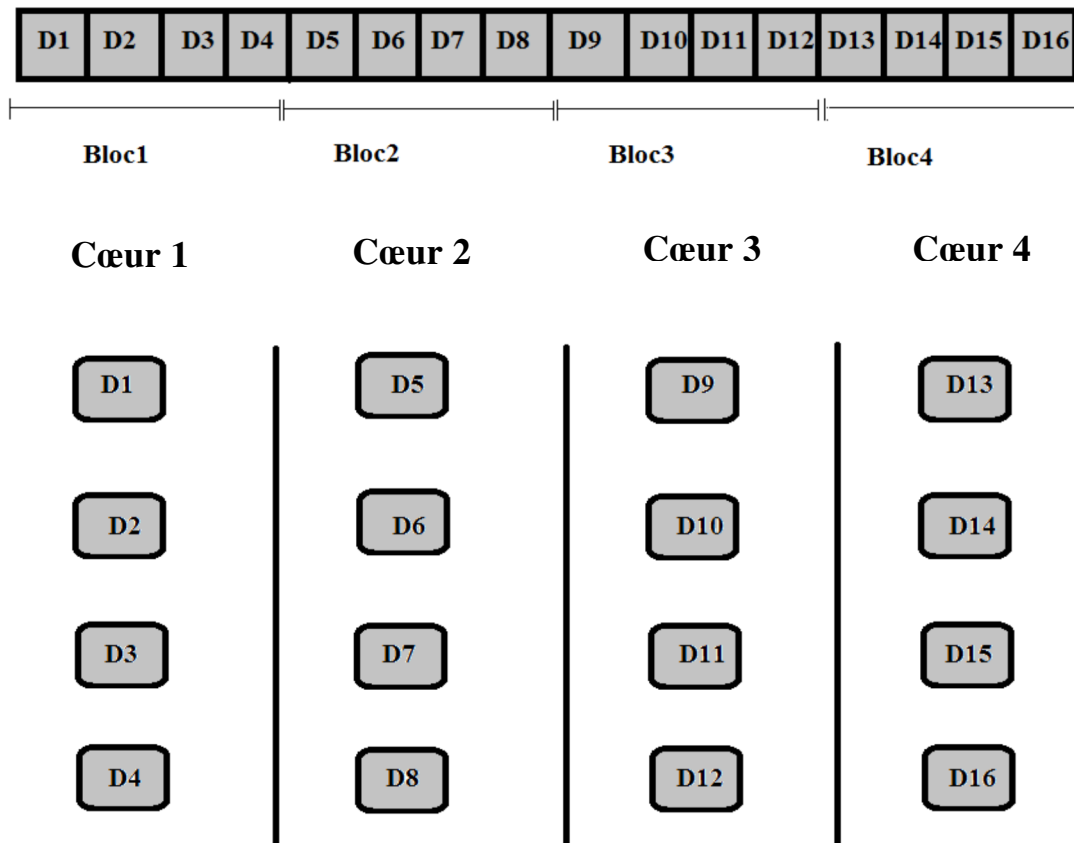 D1 D2 D3 D4 D5 D6 D7 D8 D9 D10 D11 D12 D13 D14 D15 D16
Bloc1 Bloc2 Bloc3 Bloc4
Cœur 1 Cœur 2 Cœur 3 Cœur 4
D1 D5 D9 D13
D2 D6 D10 D14
D3 D7 D11 D15
D4 D8 D12 D16